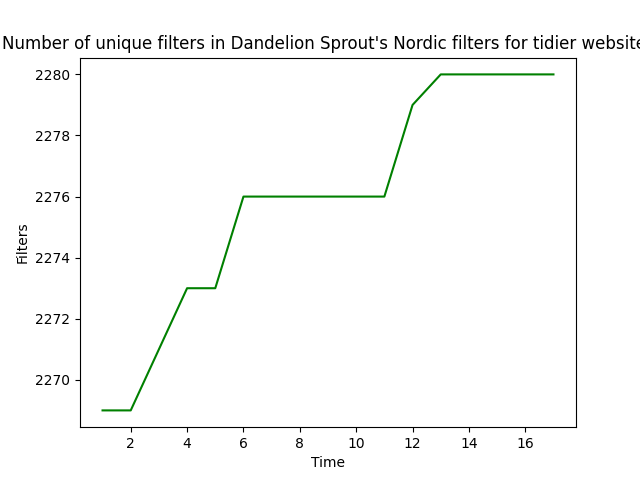 Number of unique filters in Dandelion Sprout's Nordic filters for tidier website
2280
2278
2276
2274
2272
2270
Filters
2 4 6 8 10 12 14 16
Time